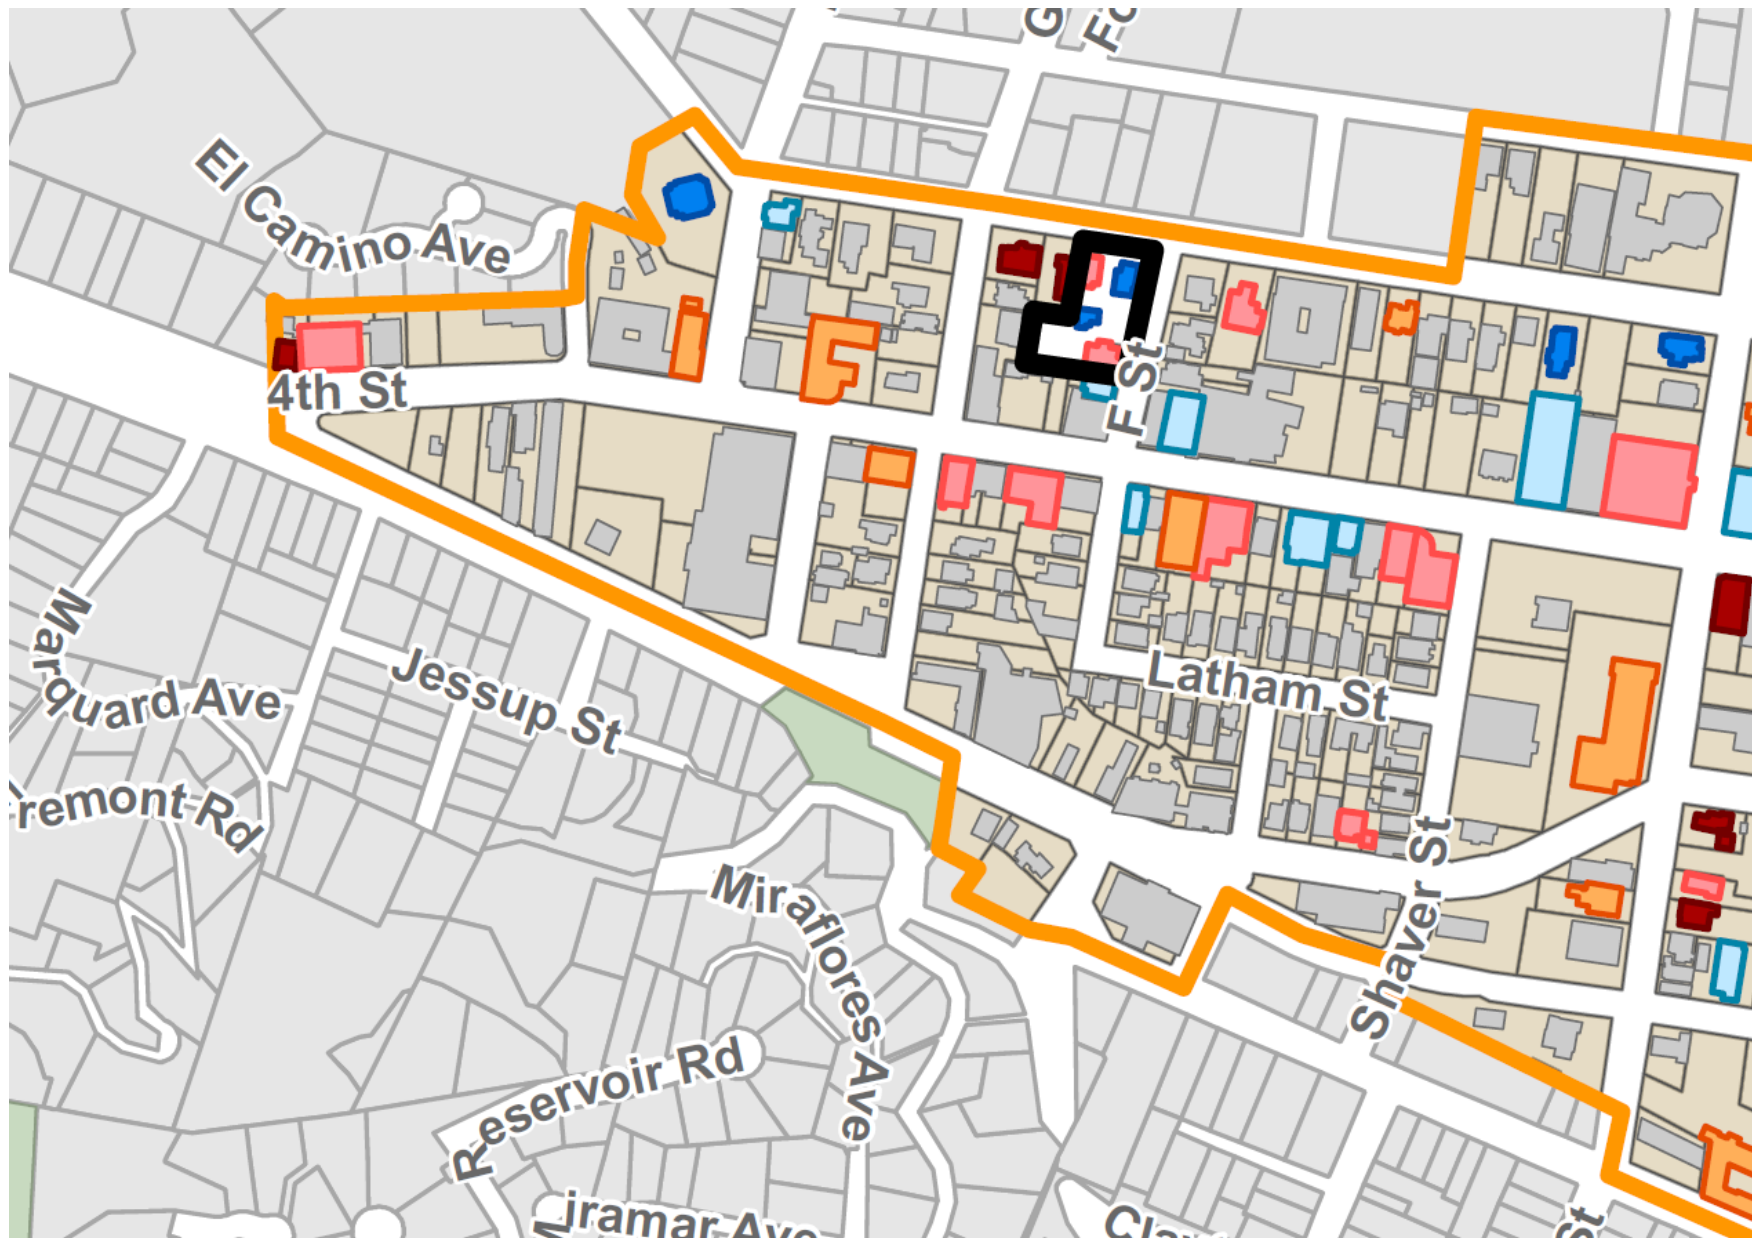 El Camino Ave
4th St
F St
Marquard Ave
Jessup St
Latham St
Fremont Rd
Miraflores Ave
Shaver St
Reservoir Rd
St